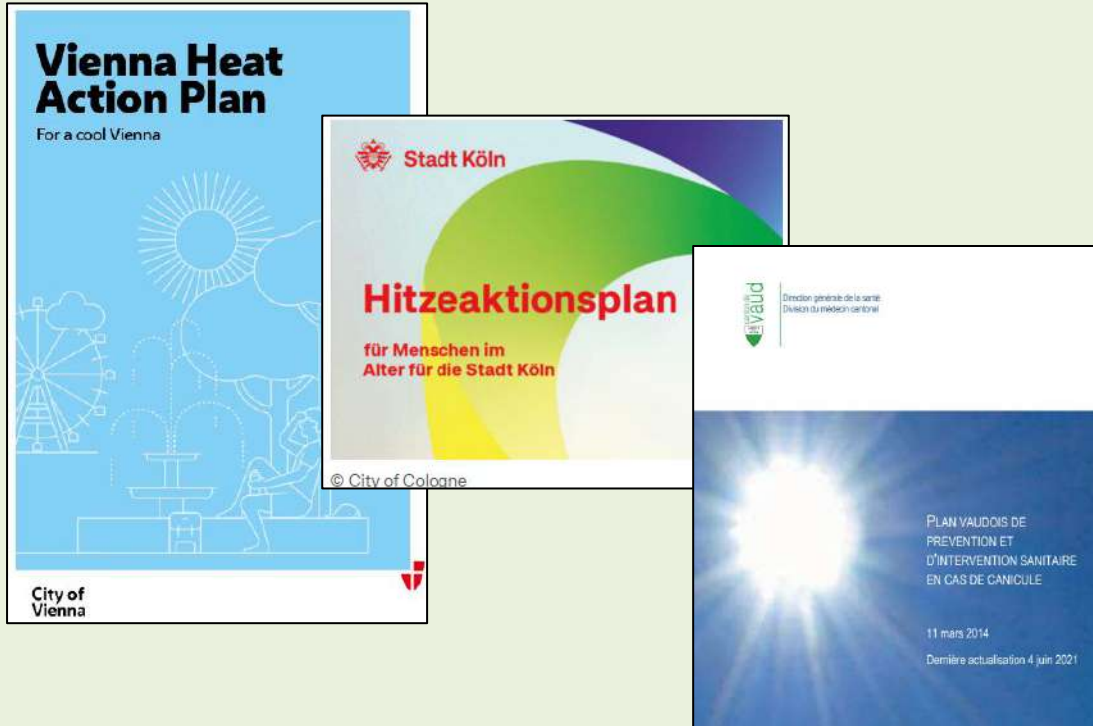 Vienna Heat
Action Plan
For a cool Vienna
City of
Vienna
Stadt Köln
Hitzeaktionsplan
für Menschen im
Alter für die Stadt Köln
© City of Cologne
vaud
Direction générale de la santé
Division du médecin cantonal
PLAN VAUDOIS DE
PREVENTION ET
D'INTERVENTION SANITAIRE
EN CAS DE CANICULE
11 mars 2014
Dernière actualisation 4 juin 2021